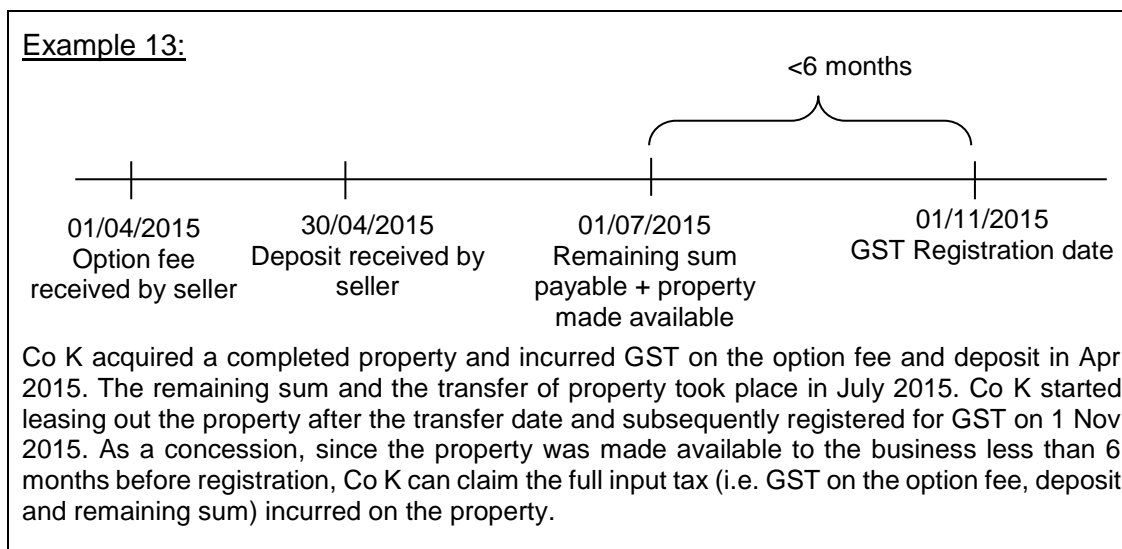 Example 13:
<6 months
01/04/2015
Option fee
received by seller
30/04/2015
Deposit received by
seller
01/07/2015
Remaining sum
payable + property
made available
01/11/2015
GST Registration date
Co K acquired a completed property and incurred GST on the option fee and deposit in Apr
2015. The remaining sum and the transfer of property took place in July 2015. Co K started
leasing out the property after the transfer date and subsequently registered for GST on 1 Nov
2015. As a concession, since the property was made available to the business less than 6
months before registration, Co K can claim the full input tax (i.e. GST on the option fee, deposit
and remaining sum) incurred on the property.